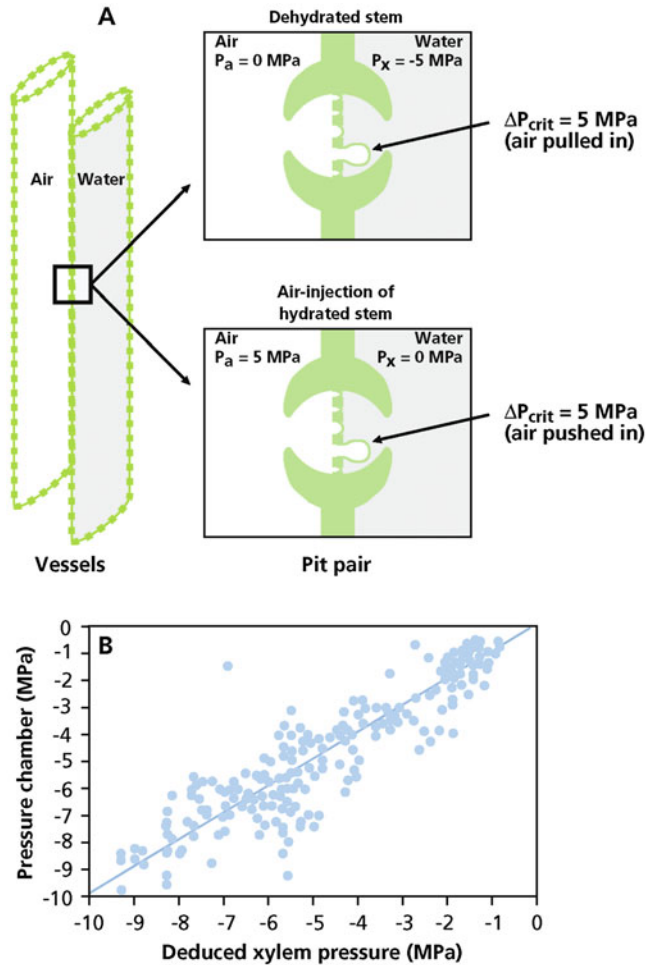 A
Dehydrated stem
Air
Pa = 0 MPa
Water
Px = -5 MPa
ΔPcrit = 5 MPa
(air pulled in)
Air
Water
Air-injection of
hydrated stem
Air
Pa = 5 MPa
Water
Px = 0 MPa
ΔPcrit = 5 MPa
(air pushed in)
Vessels
Pit pair
B
Pressure chamber (MPa)
0
-1
-2
-3
-4
-5
-6
-7
-8
-9
-10
-10 -9 -8 -7 -6 -5 -4 -3 -2 -1 0
Deduced xylem pressure (MPa)